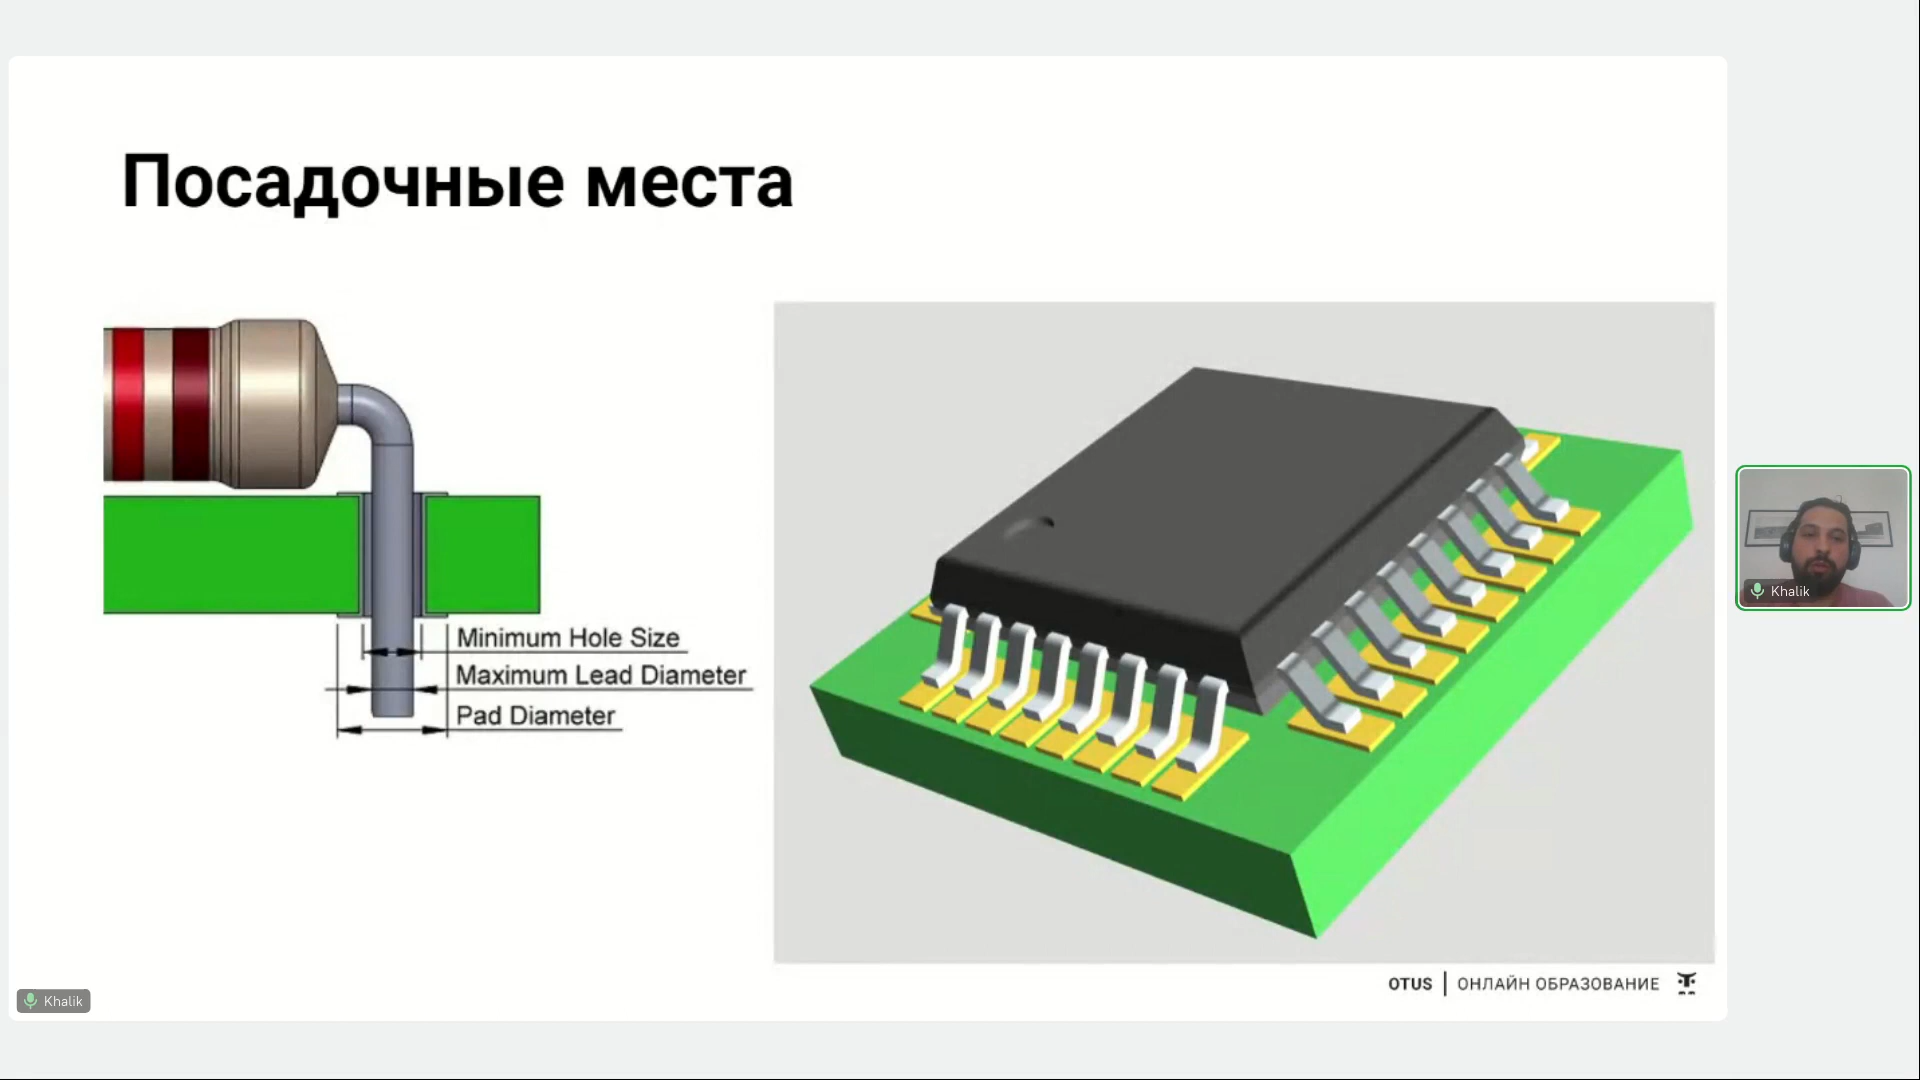 Посадочные места
Minimum Hole Size
Maximum Lead Diameter
Pad Diameter
Khalik
OTUS | ОНЛАЙН ОБРАЗОВАНИЕ
Khalik